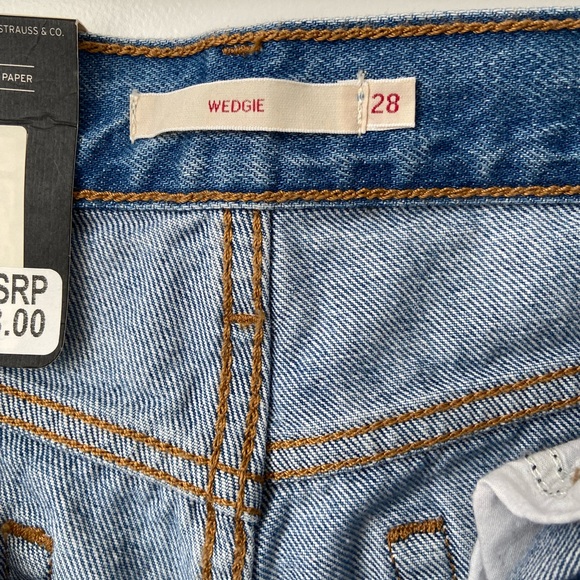 STRAUSS & CO.
PAPER
WEDGIE
28
SRP
.00